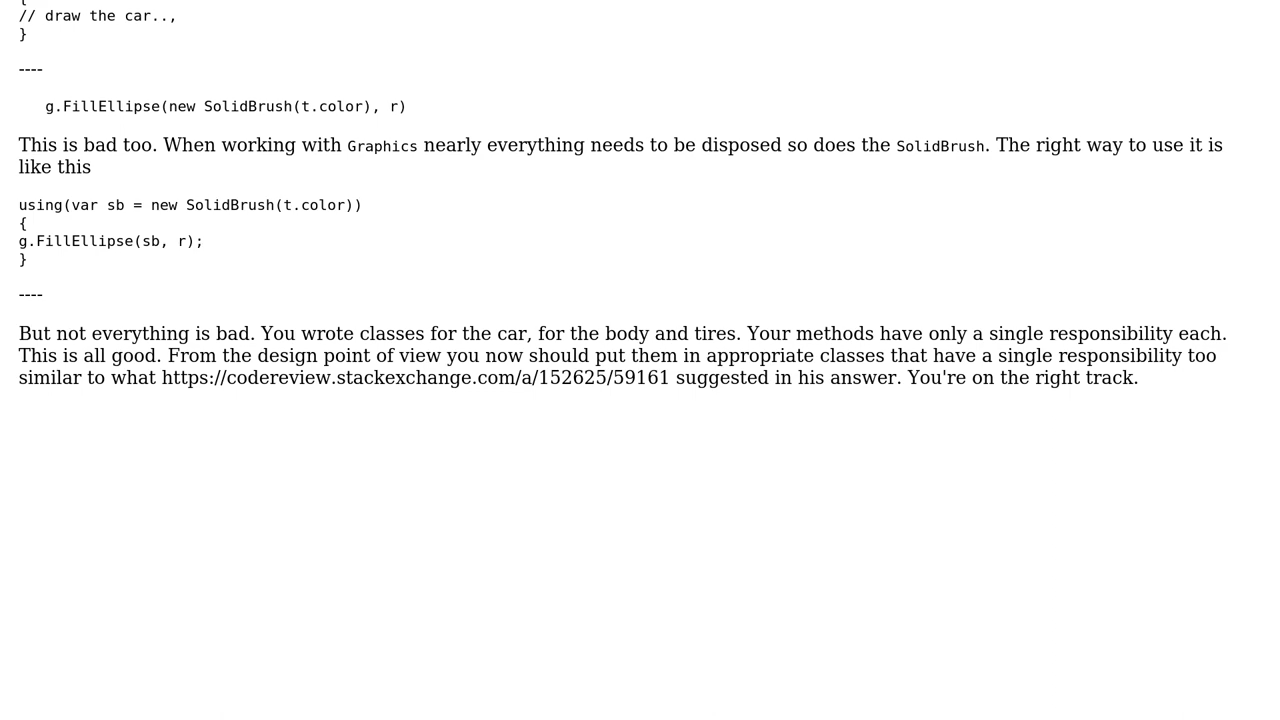 {
// draw the car..,
}
----
g.FillEllipse(new SolidBrush(t.color), r)
This is bad too. When working with Graphics nearly everything needs to be disposed so does the SolidBrush. The right way to use it is
like this
using(var sb = new SolidBrush(t.color))
{
g.FillEllipse(sb, r);
}
----
But not everything is bad. You wrote classes for the car, for the body and tires. Your methods have only a single responsibility each.
This is all good. From the design point of view you now should put them in appropriate classes that have a single responsibility too
similar to what https://codereview.stackexchange.com/a/152625/59161 suggested in his answer. You're on the right track.